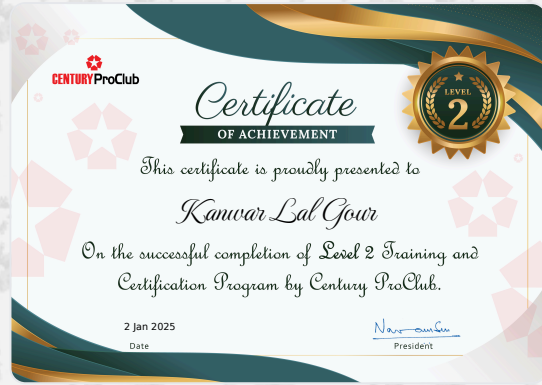 CENTURY ProClub
Certificate
OF ACHIEVEMENT
LEVEL
2
This certificate is proudly presented to
Kanwar Lal Gour
On the successful completion of Level 2 Training and
Certification Program by Century ProClub.
2 Jan 2025
Date
President